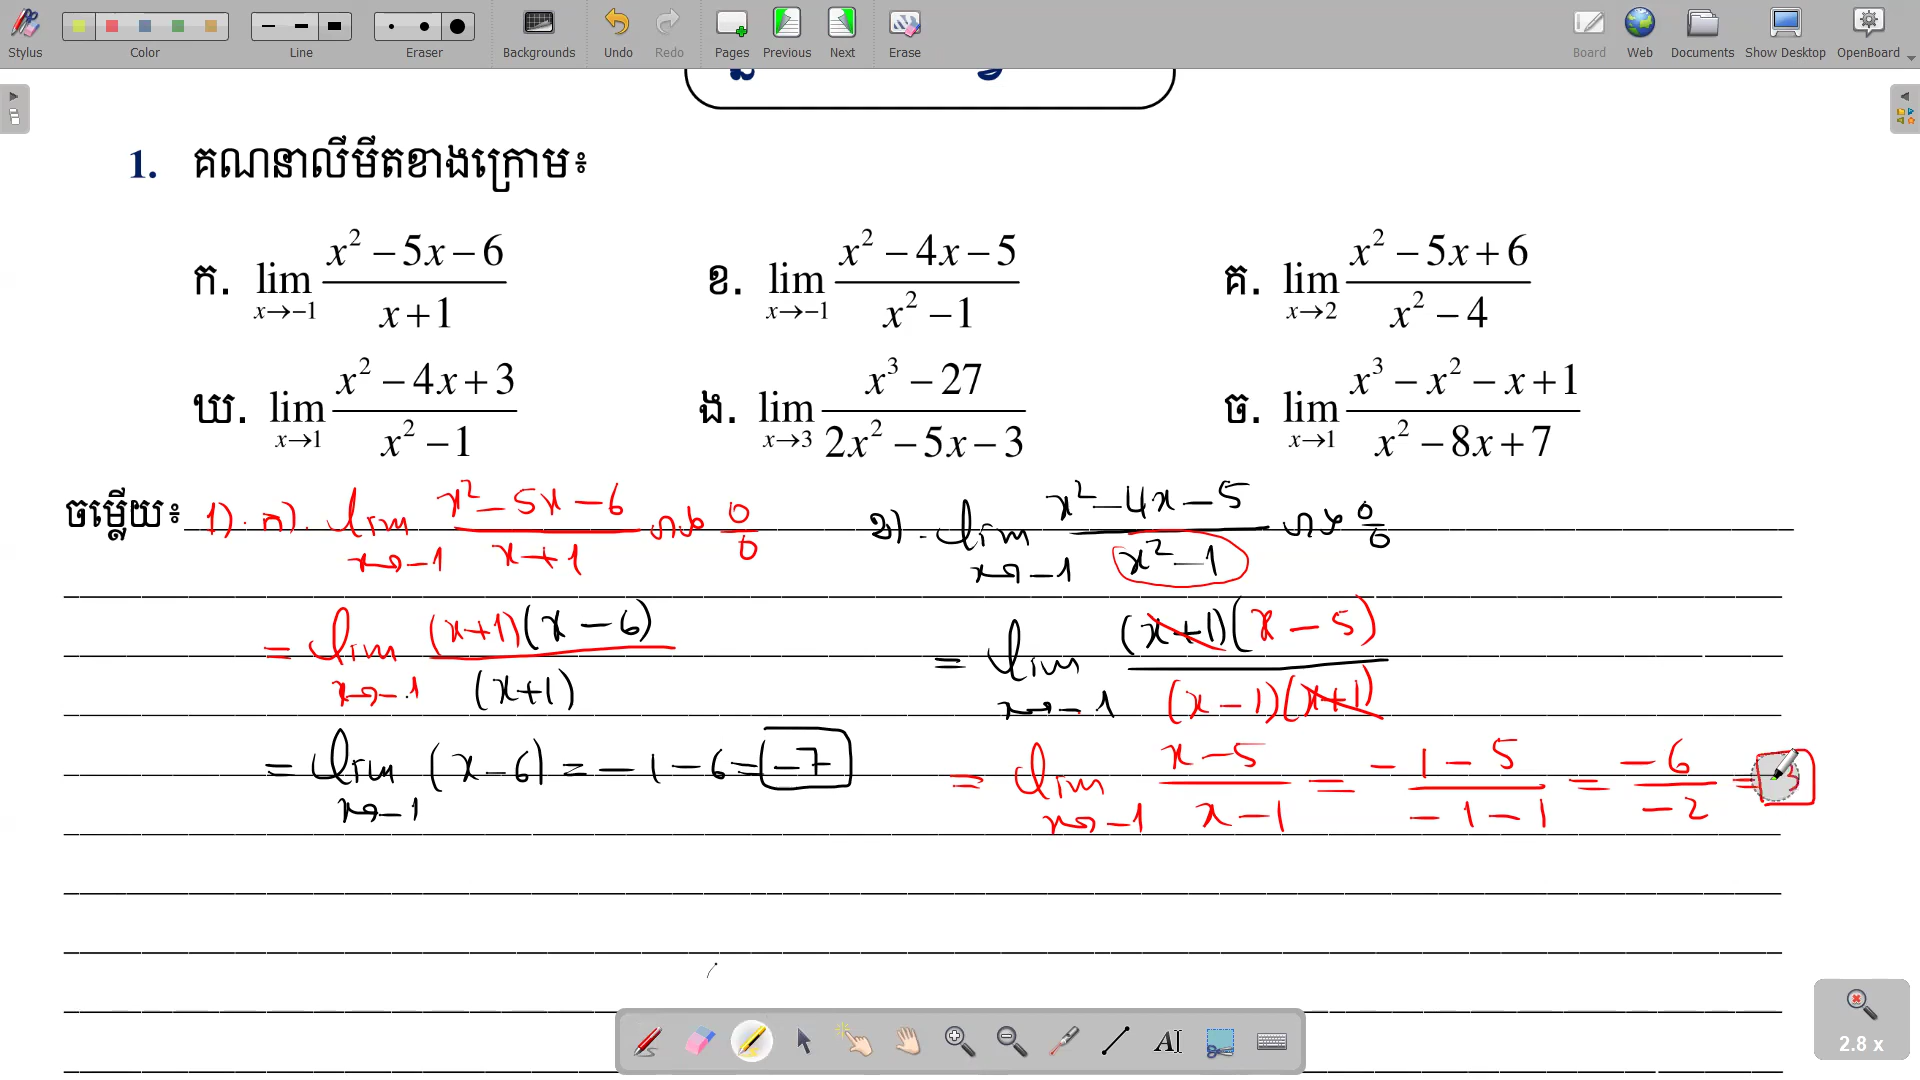 Stylus Color Line Eraser Backgrounds Undo Redo Pages Previous Next Erase Board Web Documents Show Desktop OpenBoard
1. គណនាលីមីតខាងក្រោម៖
ក. lim x→−1 (x² − 5x − 6)/(x + 1) ខ. lim x→−1 (x² − 4x − 5)/(x² − 1) គ. lim x→2 (x² − 5x + 6)/(x² − 4)
ឃ. lim x→1 (x² − 4x + 3)/(x² − 1) ង. lim x→3 (x³ − 27)/(2x² − 5x − 3) ច. lim x→1 (x³ − x² − x + 1)/(x² − 8x + 7)
ចម្លើយ៖ 1). ក). lim x→−1 (x² − 5x − 6)/(x + 1) រាង 0/0 ខ). lim x→−1 (x² − 4x − 5)/(x² − 1) រាង 0/0
= lim x→−1 (x+1)(x − 6)/(x+1) = lim x→−1 (x+1)(x − 5)/(x − 1)(x+1)
= lim x→−1 (x − 6) = −1 − 6 = −7 = lim x→−1 (x − 5)/(x − 1) = (−1 − 5)/(−1 − 1) = −6/−2 = 3
2.8 x